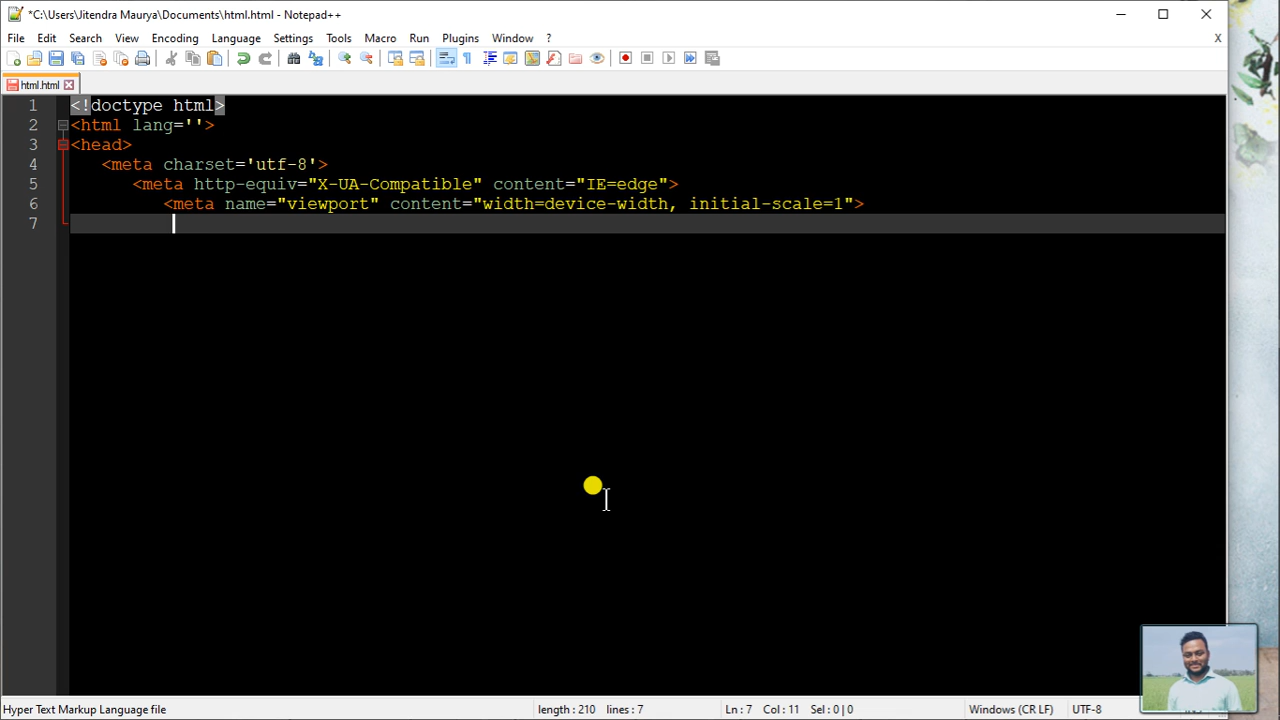 *C:\Users\Jitendra Maurya\Documents\html.html - Notepad++
File Edit Search View Encoding Language Settings Tools Macro Run Plugins Window ? X
html.html
1 <!doctype html>
2 <html lang=''>
3 <head>
4 <meta charset='utf-8'>
5 <meta http-equiv="X-UA-Compatible" content="IE=edge">
6 <meta name="viewport" content="width=device-width, initial-scale=1">
7
Hyper Text Markup Language file length : 210 lines : 7 Ln : 7 Col : 11 Sel : 0 | 0 Windows (CR LF) UTF-8